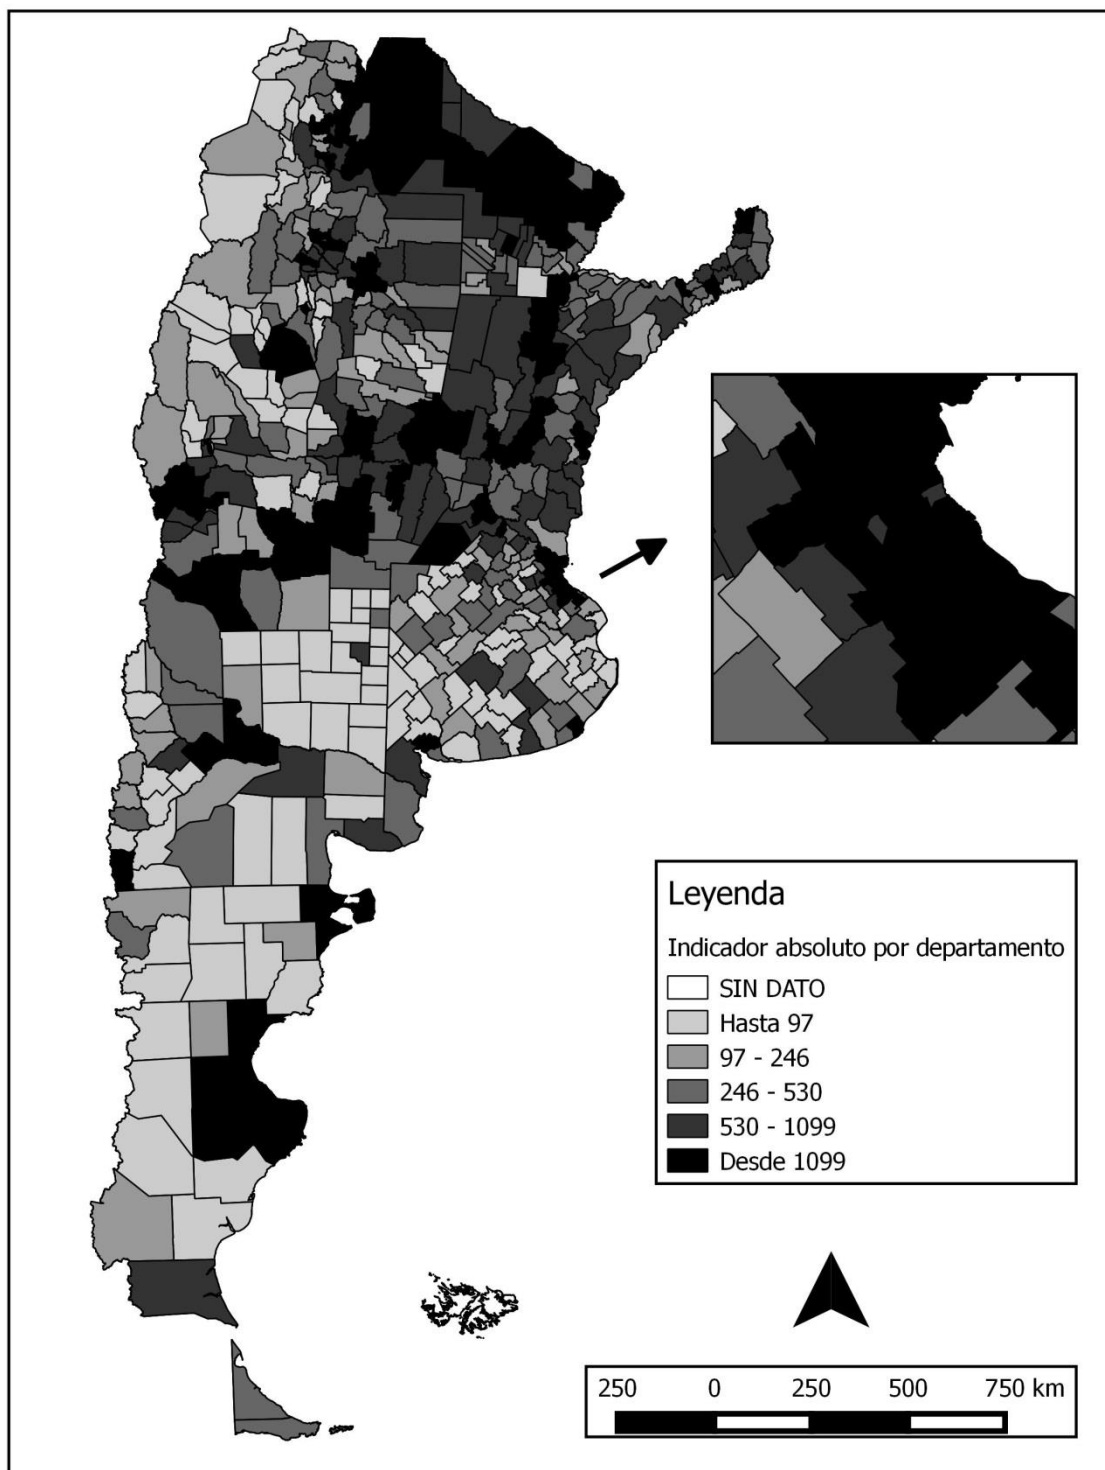 Leyenda
Indicador absoluto por departamento
SIN DATO
Hasta 97
97 - 246
246 - 530
530 - 1099
Desde 1099
250 0 250 500 750 km